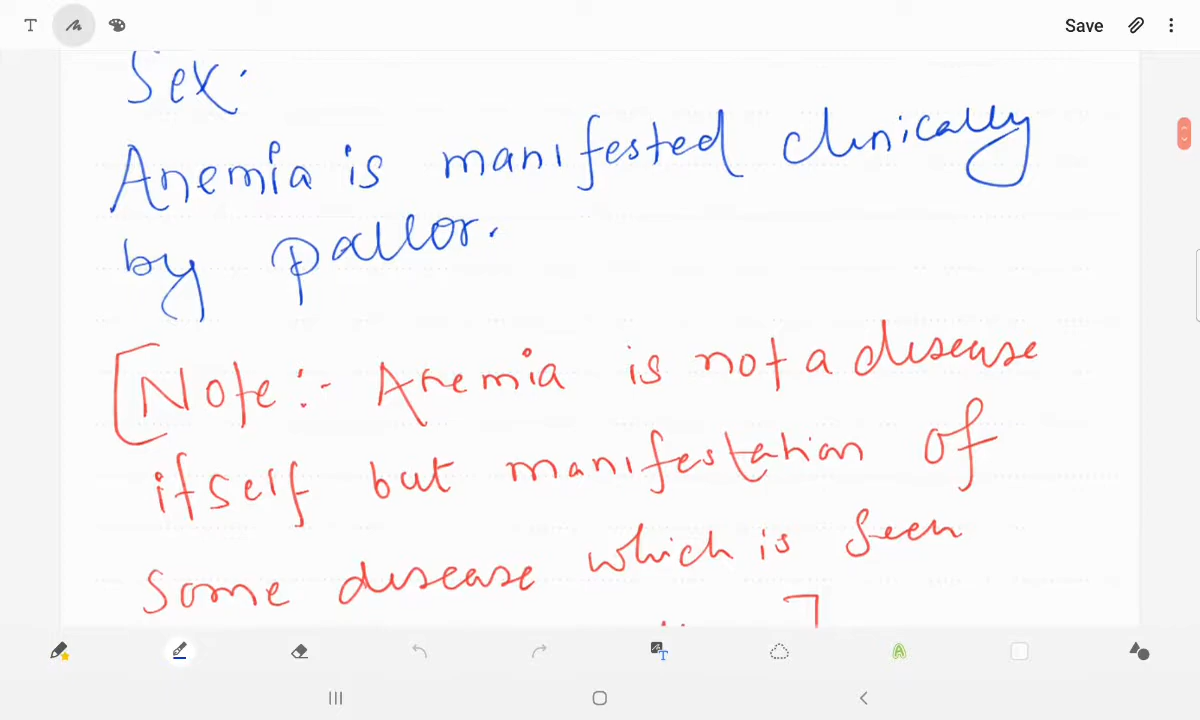 T
Save
Sex.
Anemia is manifested clinically
by pallor.
[Note:- Anemia is not a disease
itself but manifestation of
some disease which is seen
]